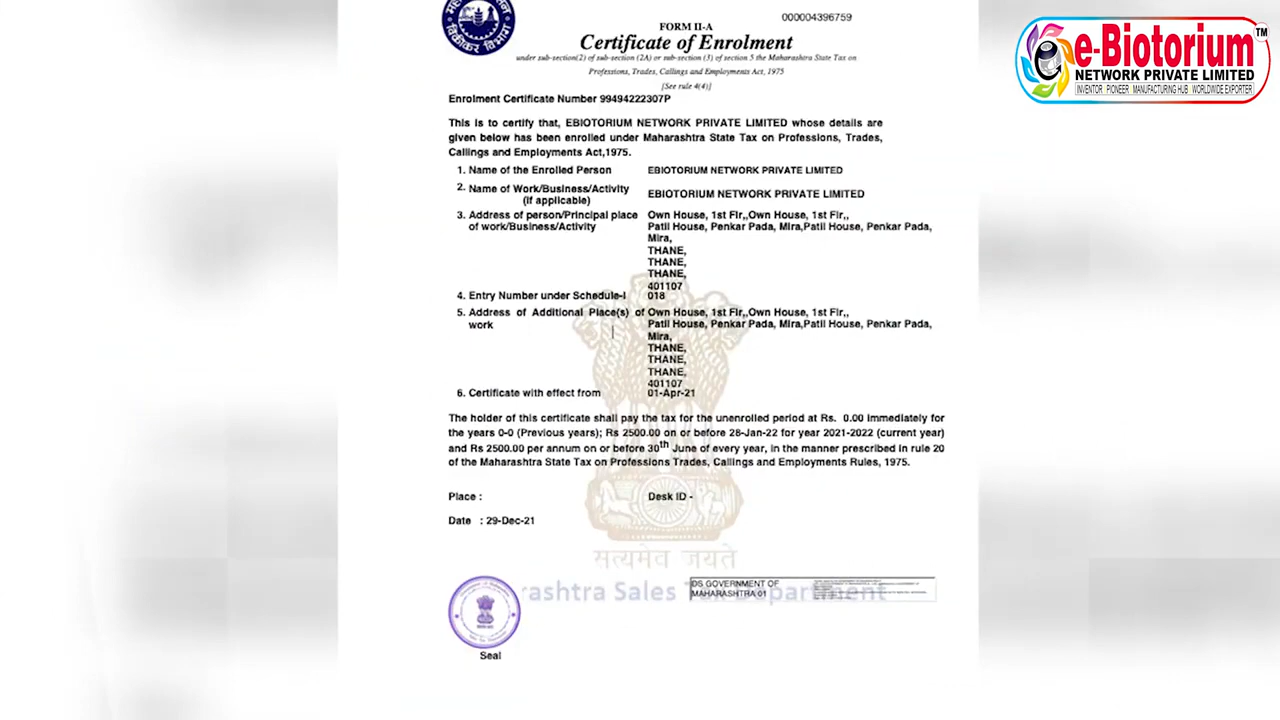 000004396759
FORM II-A
Certificate of Enrolment
under sub-section(2) of sub-section (2A) or sub-section (3) of section 5 the Maharashtra State Tax on
Professions, Trades, Callings and Employments Act, 1975
[See rule 4(4)]
Enrolment Certificate Number 99494222307P
This is to certify that, EBIOTORIUM NETWORK PRIVATE LIMITED whose details are
given below has been enrolled under Maharashtra State Tax on Professions, Trades,
Callings and Employments Act,1975.
1. Name of the Enrolled Person EBIOTORIUM NETWORK PRIVATE LIMITED
2. Name of Work/Business/Activity EBIOTORIUM NETWORK PRIVATE LIMITED
(if applicable)
3. Address of person/Principal place Own House, 1st Flr,,Own House, 1st Flr,,
of work/Business/Activity Patil House, Penkar Pada, Mira,Patil House, Penkar Pada,
Mira,
THANE,
THANE,
THANE,
401107
4. Entry Number under Schedule-I 018
5. Address of Additional Place(s) of Own House, 1st Flr,,Own House, 1st Flr,,
work Patil House, Penkar Pada, Mira,Patil House, Penkar Pada,
Mira,
THANE,
THANE,
THANE,
401107
6. Certificate with effect from 01-Apr-21
The holder of this certificate shall pay the tax for the unenrolled period at Rs. 0.00 immediately for
the years 0-0 (Previous years); Rs 2500.00 on or before 28-Jan-22 for year 2021-2022 (current year)
and Rs 2500.00 per annum on or before 30th June of every year, in the manner prescribed in rule 20
of the Maharashtra State Tax on Professions Trades, Callings and Employments Rules, 1975.
Place : Desk ID -
Date : 29-Dec-21
सत्यमेव जयते
rashtra Sales Tax Department
DS GOVERNMENT OF
MAHARASHTRA 01
Seal
e-Biotorium TM
NETWORK PRIVATE LIMITED
INVENTOR PIONEER MANUFACTURING HUB WORLDWIDE EXPORTER